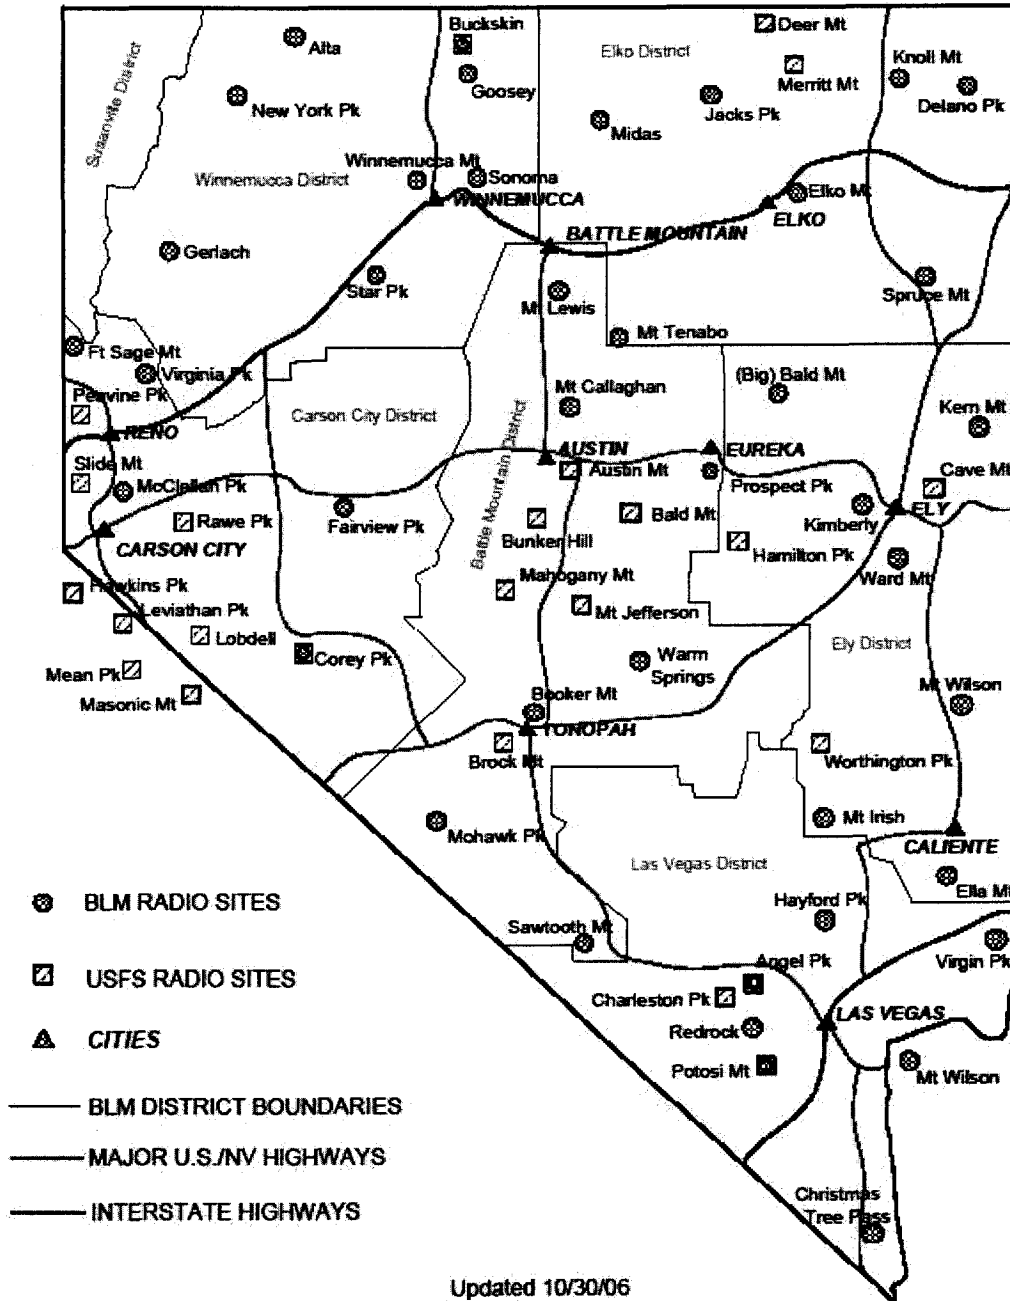 Buckskin
Deer Mt
Alta
Elko District
Knoll Mt
Susanville District
Goosey
Merritt Mt
Delano Pk
New York Pk
Jacks Pk
Midas
Winnemucca Mt
Winnemucca District
Sonoma
Elko Mt
WINNEMUCCA
ELKO
BATTLE MOUNTAIN
Gerlach
Star Pk
Spruce Mt
Mt Lewis
Mt Tenabo
Ft Sage Mt
Virginia Pk
(Big) Bald Mt
Peavine Pk
Mt Callaghan
Carson City District
Kern Mt
RENO
Battle Mountain District
AUSTIN
EUREKA
Slide Mt
Austin Mt
Prospect Pk
Cave Mt
McClellan Pk
Rawe Pk
Fairview Pk
Bald Mt
Kimberly
ELY
CARSON CITY
Bunker Hill
Hamilton Pk
Ward Mt
Hawkins Pk
Mahogany Mt
Leviathan Pk
Mt Jefferson
Lobdell
Ely District
Corey Pk
Warm
Springs
Mean Pk
Masonic Mt
Booker Mt
Mt Wilson
TONOPAH
Brock Mt
Worthington Pk
Mohawk Pk
Mt Irish
CALIENTE
Las Vegas District
Ella Mt
BLM RADIO SITES
Hayford Pk
Sawtooth Mt
Angel Pk
Virgin Pk
USFS RADIO SITES
Charleston Pk
LAS VEGAS
Redrock
CITIES
Potosi Mt
Mt Wilson
BLM DISTRICT BOUNDARIES
MAJOR U.S./NV HIGHWAYS
Christmas
Tree Pass
INTERSTATE HIGHWAYS
Updated 10/30/06